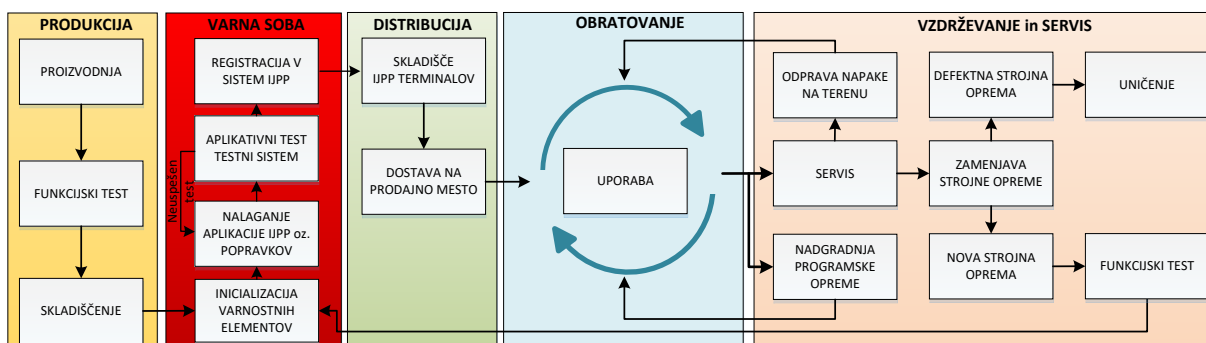 PRODUKCIJA
PROIZVODNJA
FUNKCIJSKI TEST
SKLADIŠČENJE
VARNA SOBA
REGISTRACIJA V
SISTEM IJPP
APLIKATIVNI TEST
TESTNI SISTEM
Neuspešen
test
NALAGANJE
APLIKACIJE IJPP oz.
POPRAVKOV
INICIALIZACIJA
VARNOSTNIH
ELEMENTOV
DISTRIBUCIJA
SKLADIŠČE
IJPP TERMINALOV
DOSTAVA NA
PRODAJNO MESTO
OBRATOVANJE
UPORABA
VZDRŽEVANJE in SERVIS
ODPRAVA NAPAKE
NA TERENU
DEFEKTNA STROJNA
OPREMA
UNIČENJE
SERVIS
ZAMENJAVA
STROJNE OPREME
NADGRADNJA
PROGRAMSKE
OPREME
NOVA STROJNA
OPREMA
FUNKCIJSKI TEST